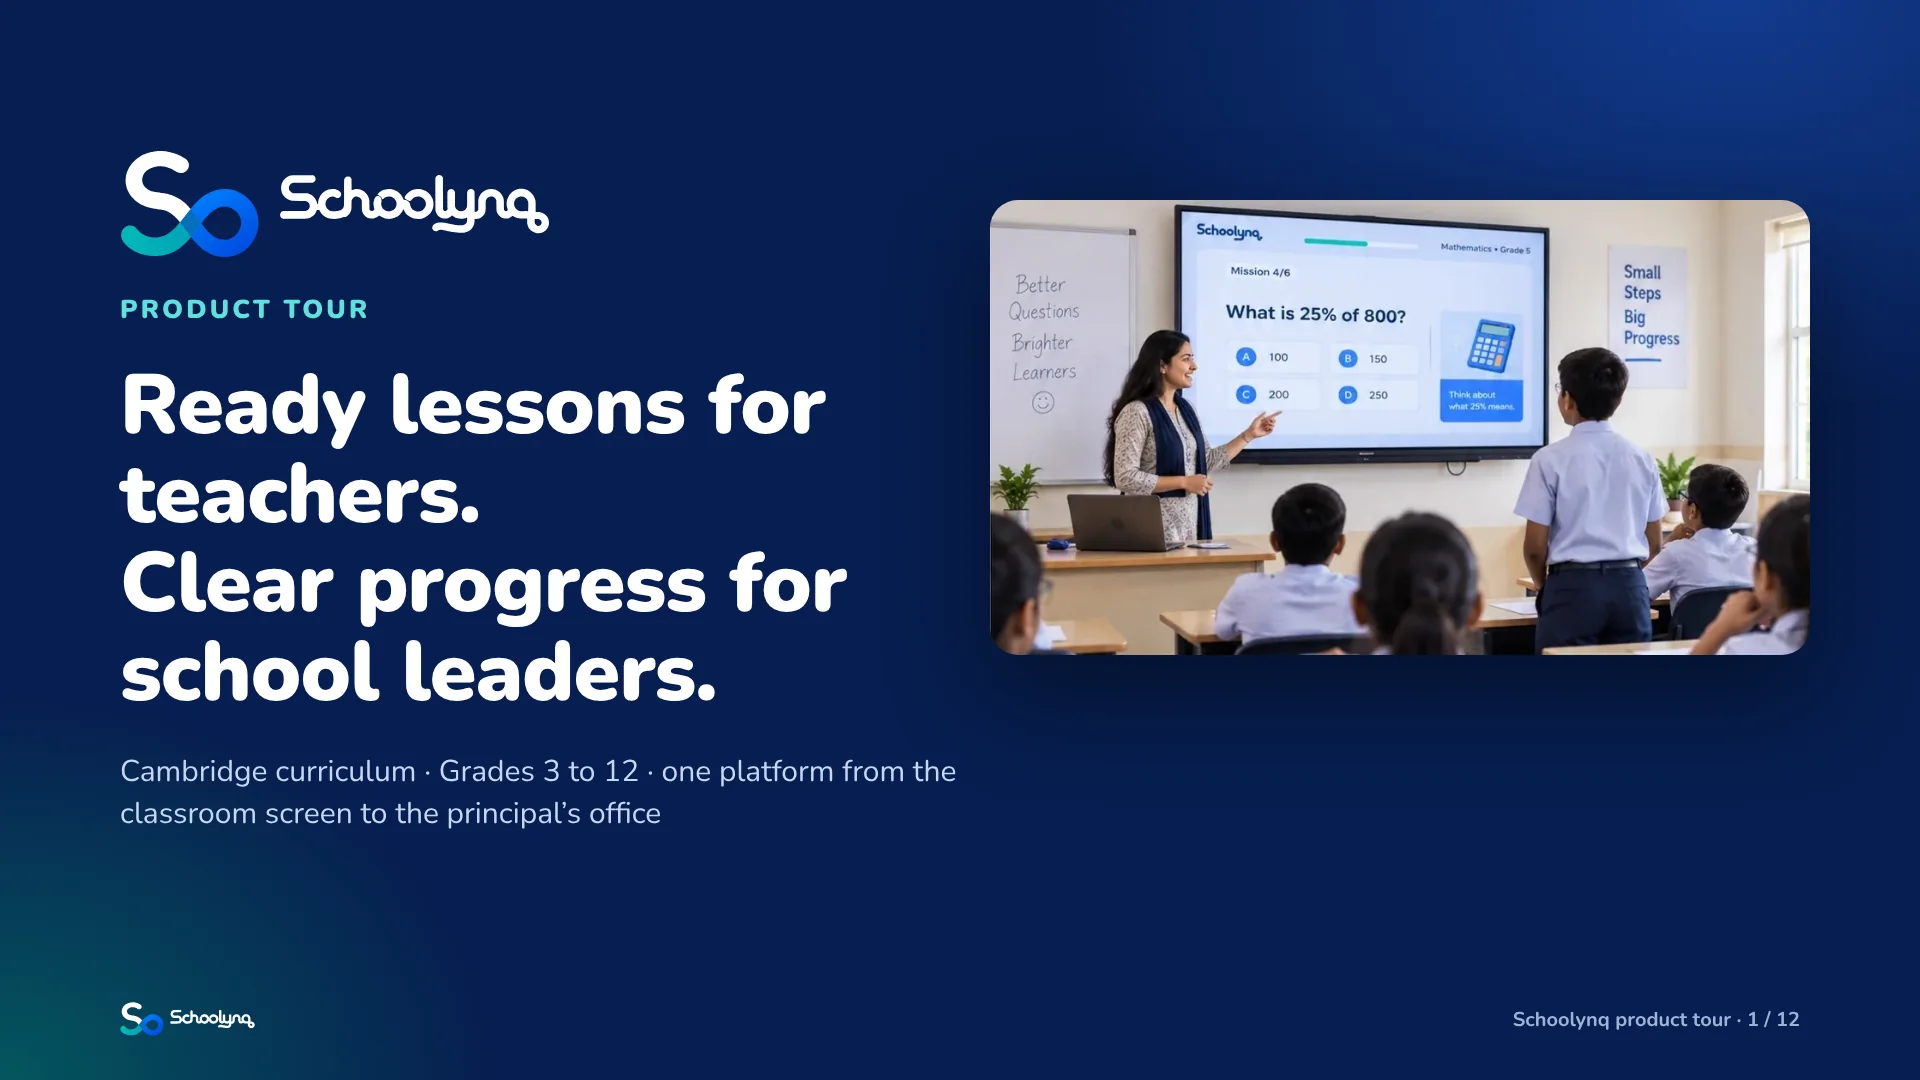 Schoolynq
PRODUCT TOUR
Ready lessons for
teachers.
Clear progress for
school leaders.
Cambridge curriculum · Grades 3 to 12 · one platform from the
classroom screen to the principal’s office
Better
Questions
Brighter
Learners
Schoolynq
Mathematics • Grade 5
Mission 4/6
What is 25% of 800?
A 100
B 150
C 200
D 250
Think about
what 25% means.
Small
Steps
Big
Progress
Schoolynq
Schoolynq product tour · 1 / 12